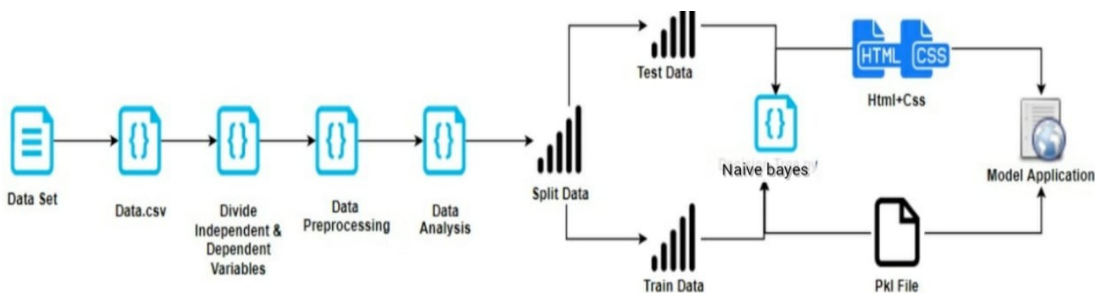 Test Data
HTML
CSS
Html+Css
Data Set
Data.csv
Divide
Independent &
Dependent
Variables
Data
Preprocessing
Data
Analysis
Split Data
Naive bayes
Model Application
Train Data
Pkl File